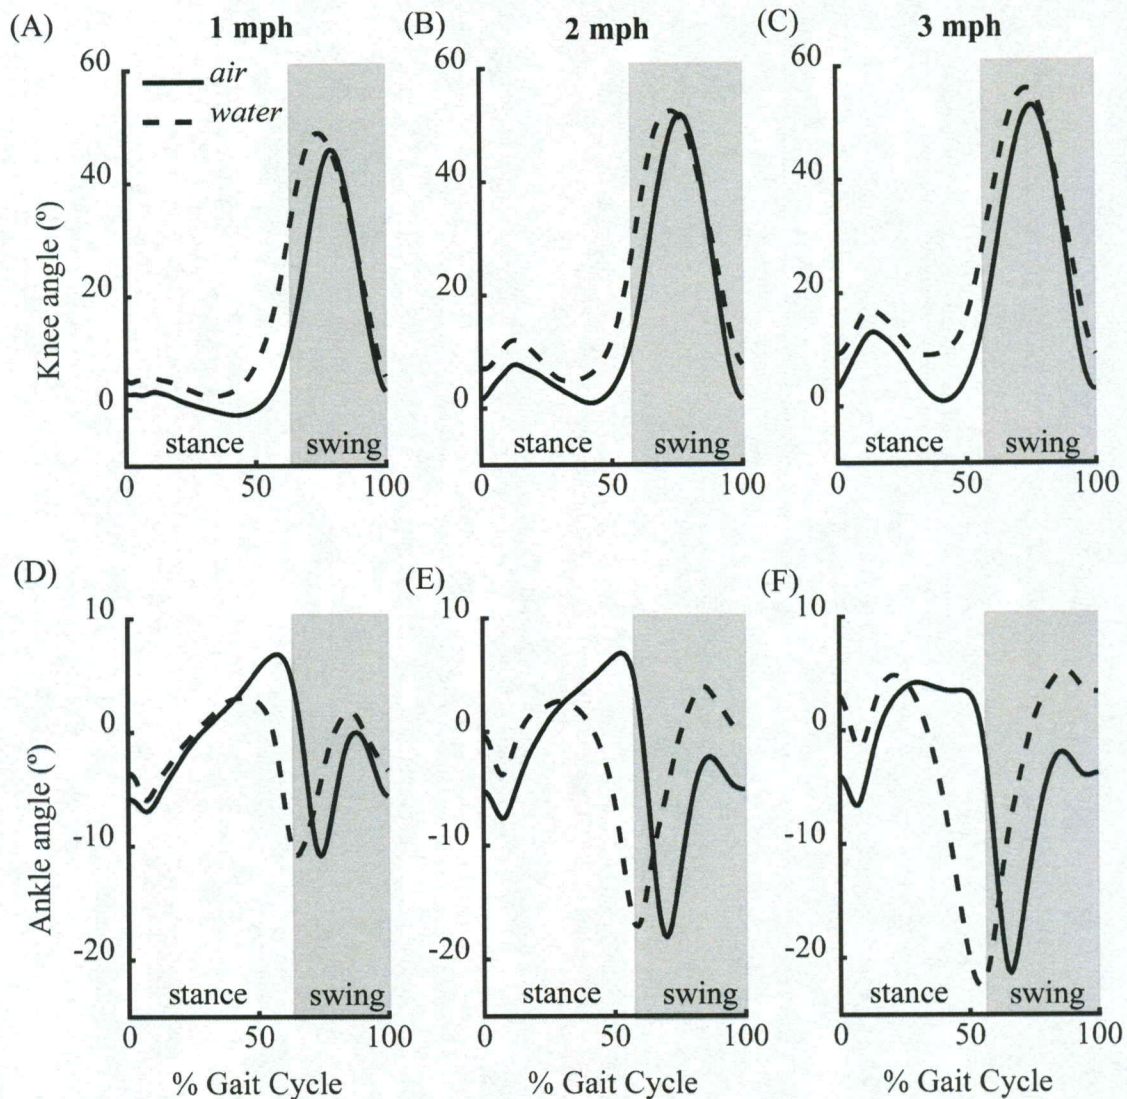 (A)
1 mph
(B)
2 mph
(C)
3 mph
60
40
20
0
Knee angle (º)
air
water
stance
swing
0
50
100
60
40
20
0
stance
swing
0
50
100
60
40
20
0
stance
swing
0
50
100
(D)
(E)
(F)
10
0
-10
-20
Ankle angle (º)
stance
swing
0
50
100
% Gait Cycle
10
0
-10
-20
stance
swing
0
50
100
% Gait Cycle
10
0
-10
-20
stance
swing
0
50
100
% Gait Cycle